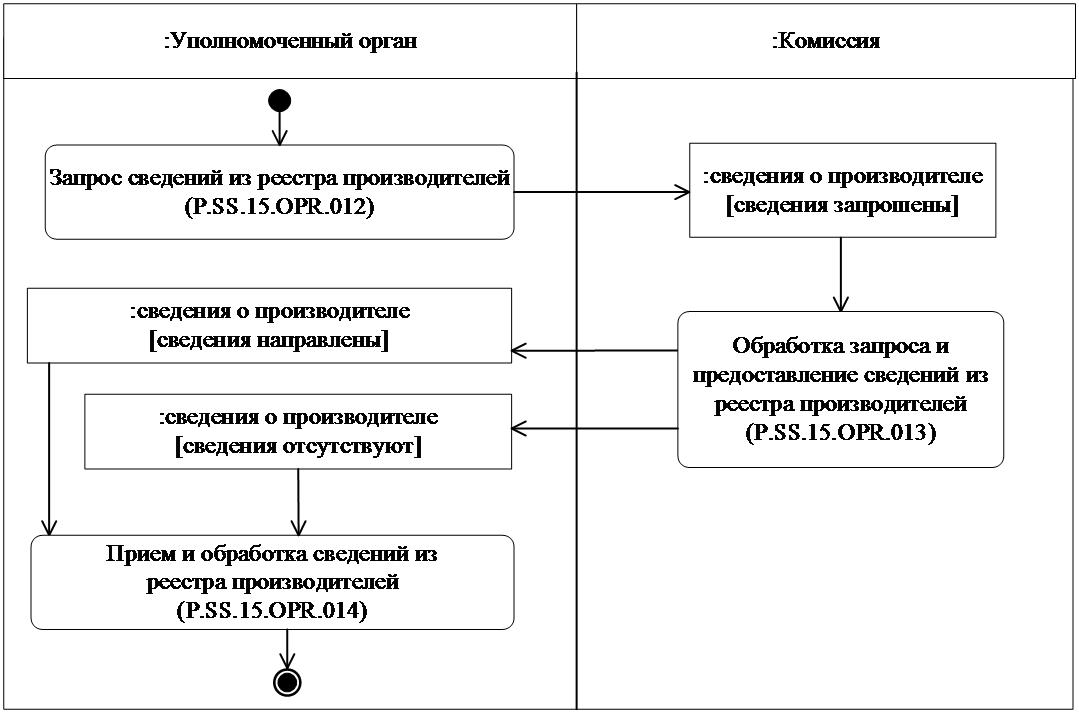 :Уполномоченный орган
:Комиссия
Запрос сведений из реестра производителей
(P.SS.15.OPR.012)
:сведения о производителе
[сведения запрошены]
Обработка запроса и
предоставление сведений из
реестра производителей
(P.SS.15.OPR.013)
:сведения о производителе
[сведения направлены]
:сведения о производителе
[сведения отсутствуют]
Прием и обработка сведений из
реестра производителей
(P.SS.15.OPR.014)